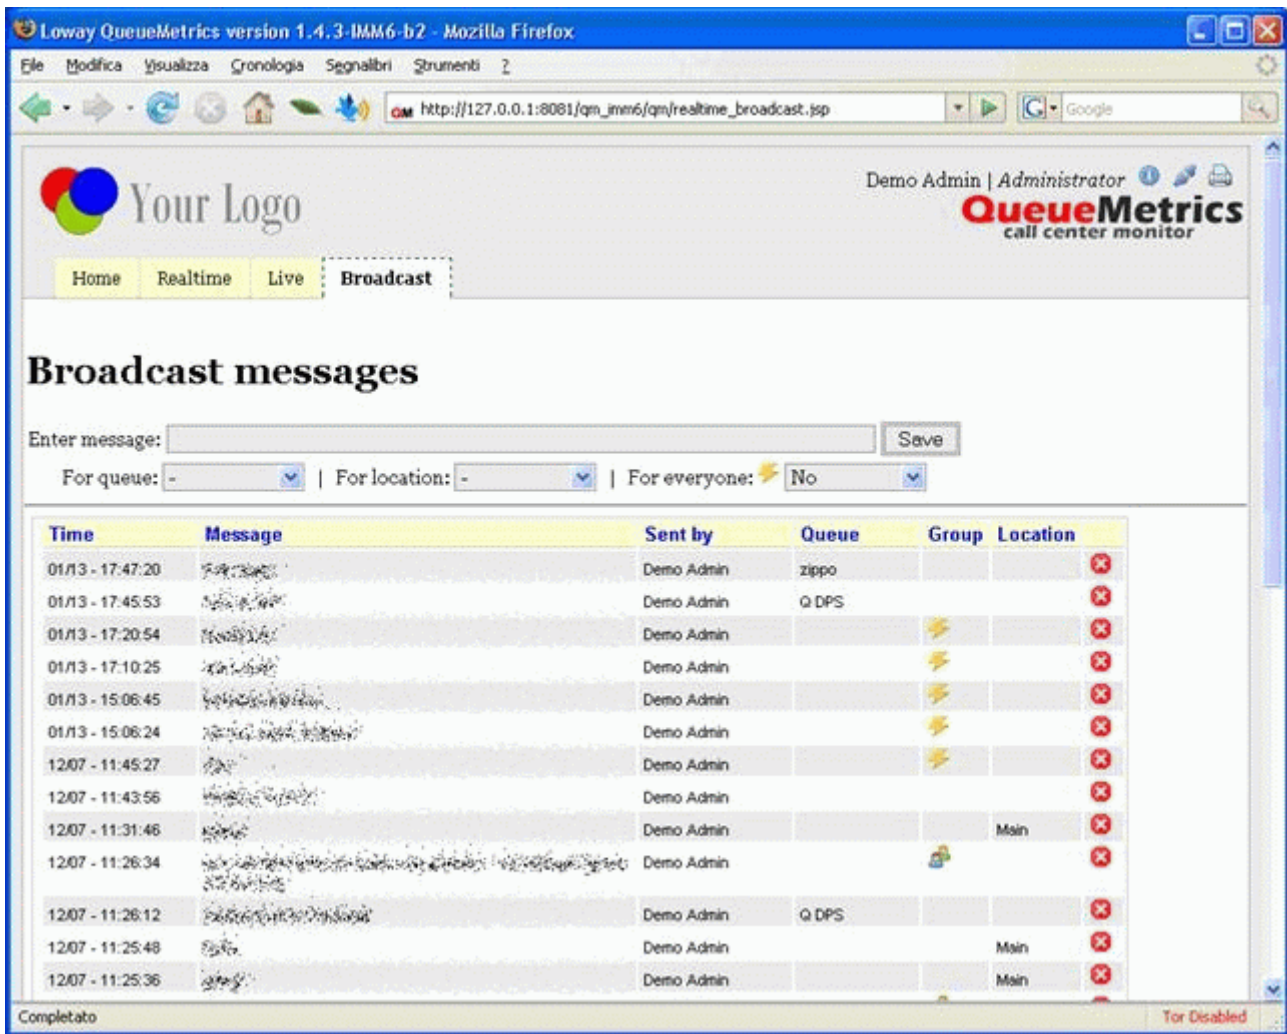 Loway QueueMetrics version 1.4.3-IMM6-b2 - Mozilla Firefox
File Modifica Visualizza Cronologia Segnalibri Strumenti ?
QM http://127.0.0.1:8081/qm_imm6/qm/realtime_broadcast.jsp G Google
Your Logo
Demo Admin | Administrator
QueueMetrics
call center monitor
Home Realtime Live Broadcast
Broadcast messages
Enter message: Save
For queue: - | For location: - | For everyone: No
Time Message Sent by Queue Group Location
01/13 - 17:47:20 Demo Admin zippo
01/13 - 17:45:53 Demo Admin Q DPS
01/13 - 17:20:54 Demo Admin
01/13 - 17:10:25 Demo Admin
01/13 - 15:06:45 Demo Admin
01/13 - 15:06:24 Demo Admin
12/07 - 11:45:27 Demo Admin
12/07 - 11:43:56 Demo Admin
12/07 - 11:31:46 Demo Admin Main
12/07 - 11:26:34 Demo Admin
12/07 - 11:26:12 Demo Admin Q DPS
12/07 - 11:25:48 Demo Admin Main
12/07 - 11:25:36 Demo Admin Main
Completato Tor Disabled